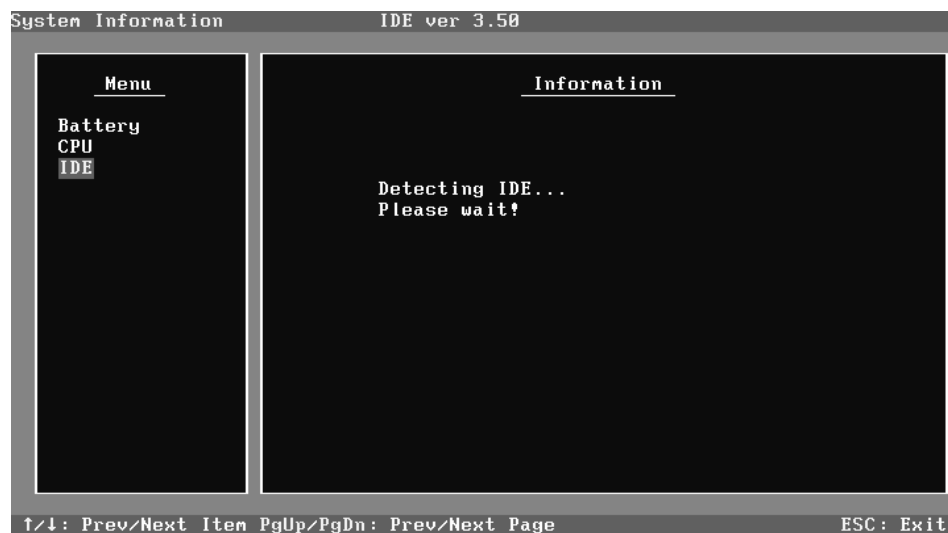 System Information IDE ver 3.50
Menu
Battery
CPU
IDE
Information
Detecting IDE...
Please wait!
↑/↓: Prev/Next Item PgUp/PgDn: Prev/Next Page ESC: Exit